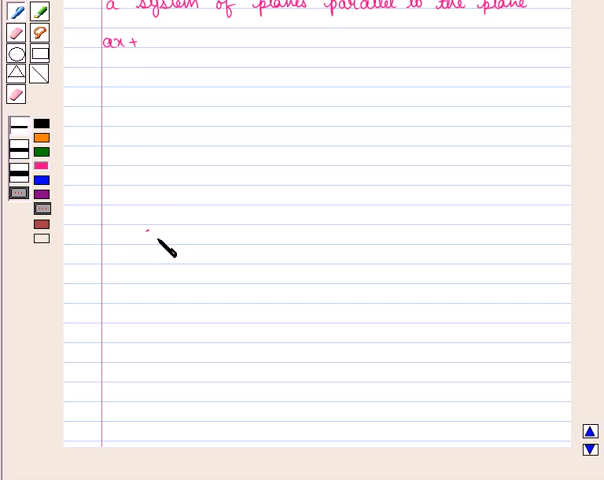 a system of planes parallel to the plane
ax +